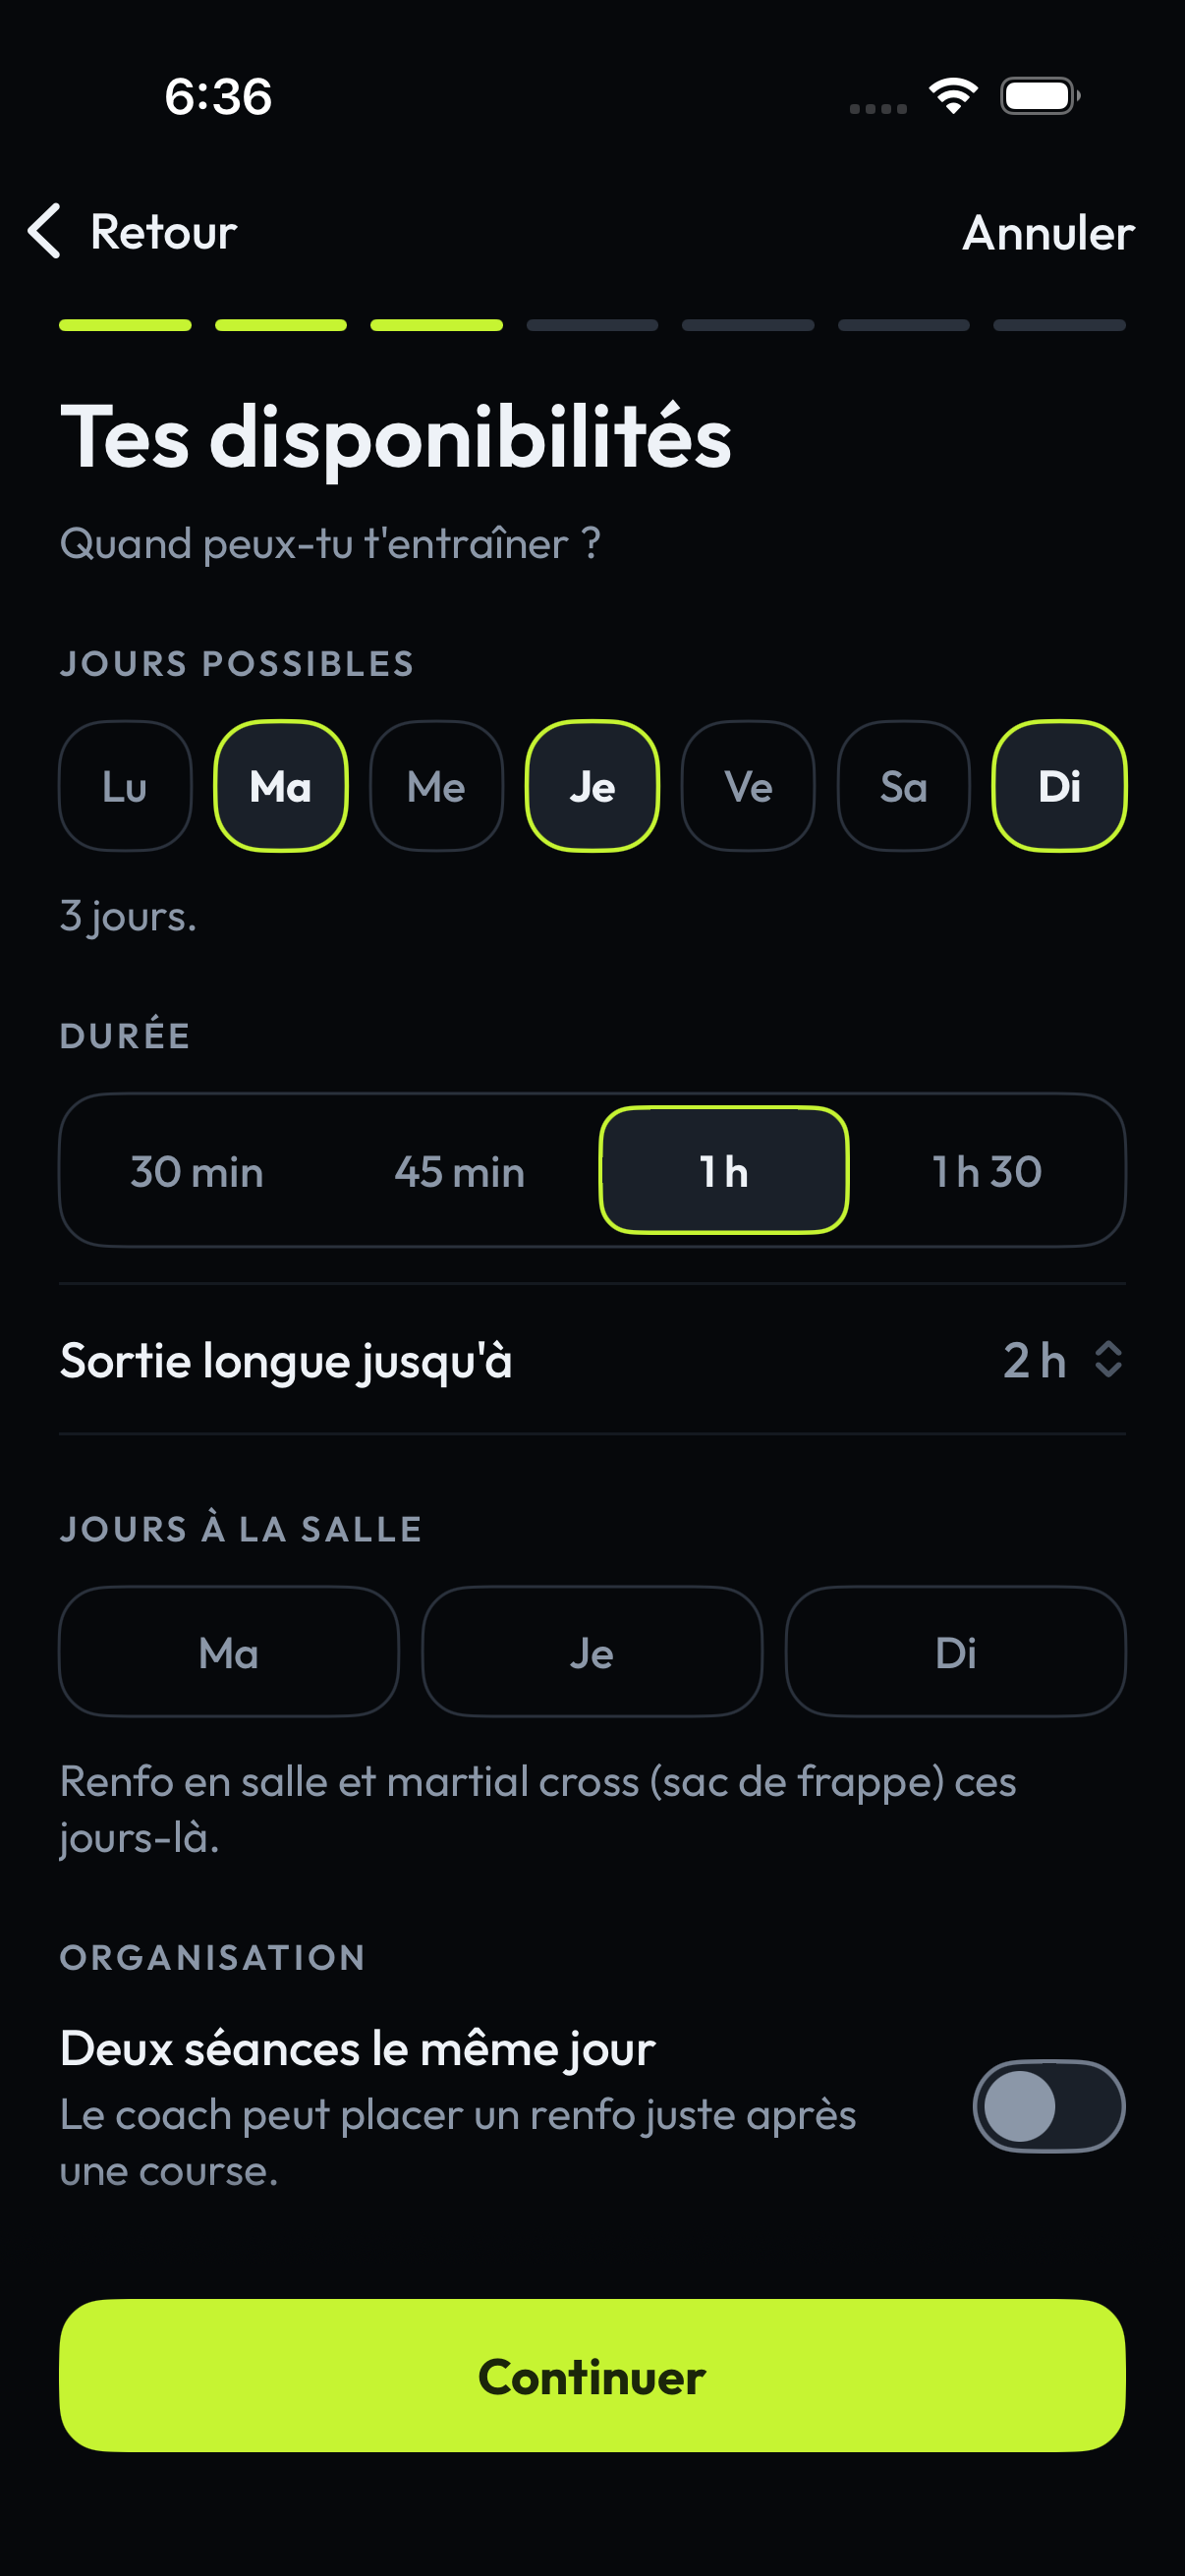 6:36
Retour
Annuler
Tes disponibilités
Quand peux-tu t'entraîner ?
JOURS POSSIBLES
Lu Ma Me Je Ve Sa Di
3 jours.
DURÉE
30 min 45 min 1 h 1 h 30
Sortie longue jusqu'à 2 h
JOURS À LA SALLE
Ma Je Di
Renfo en salle et martial cross (sac de frappe) ces
jours-là.
ORGANISATION
Deux séances le même jour
Le coach peut placer un renfo juste après
une course.
Continuer